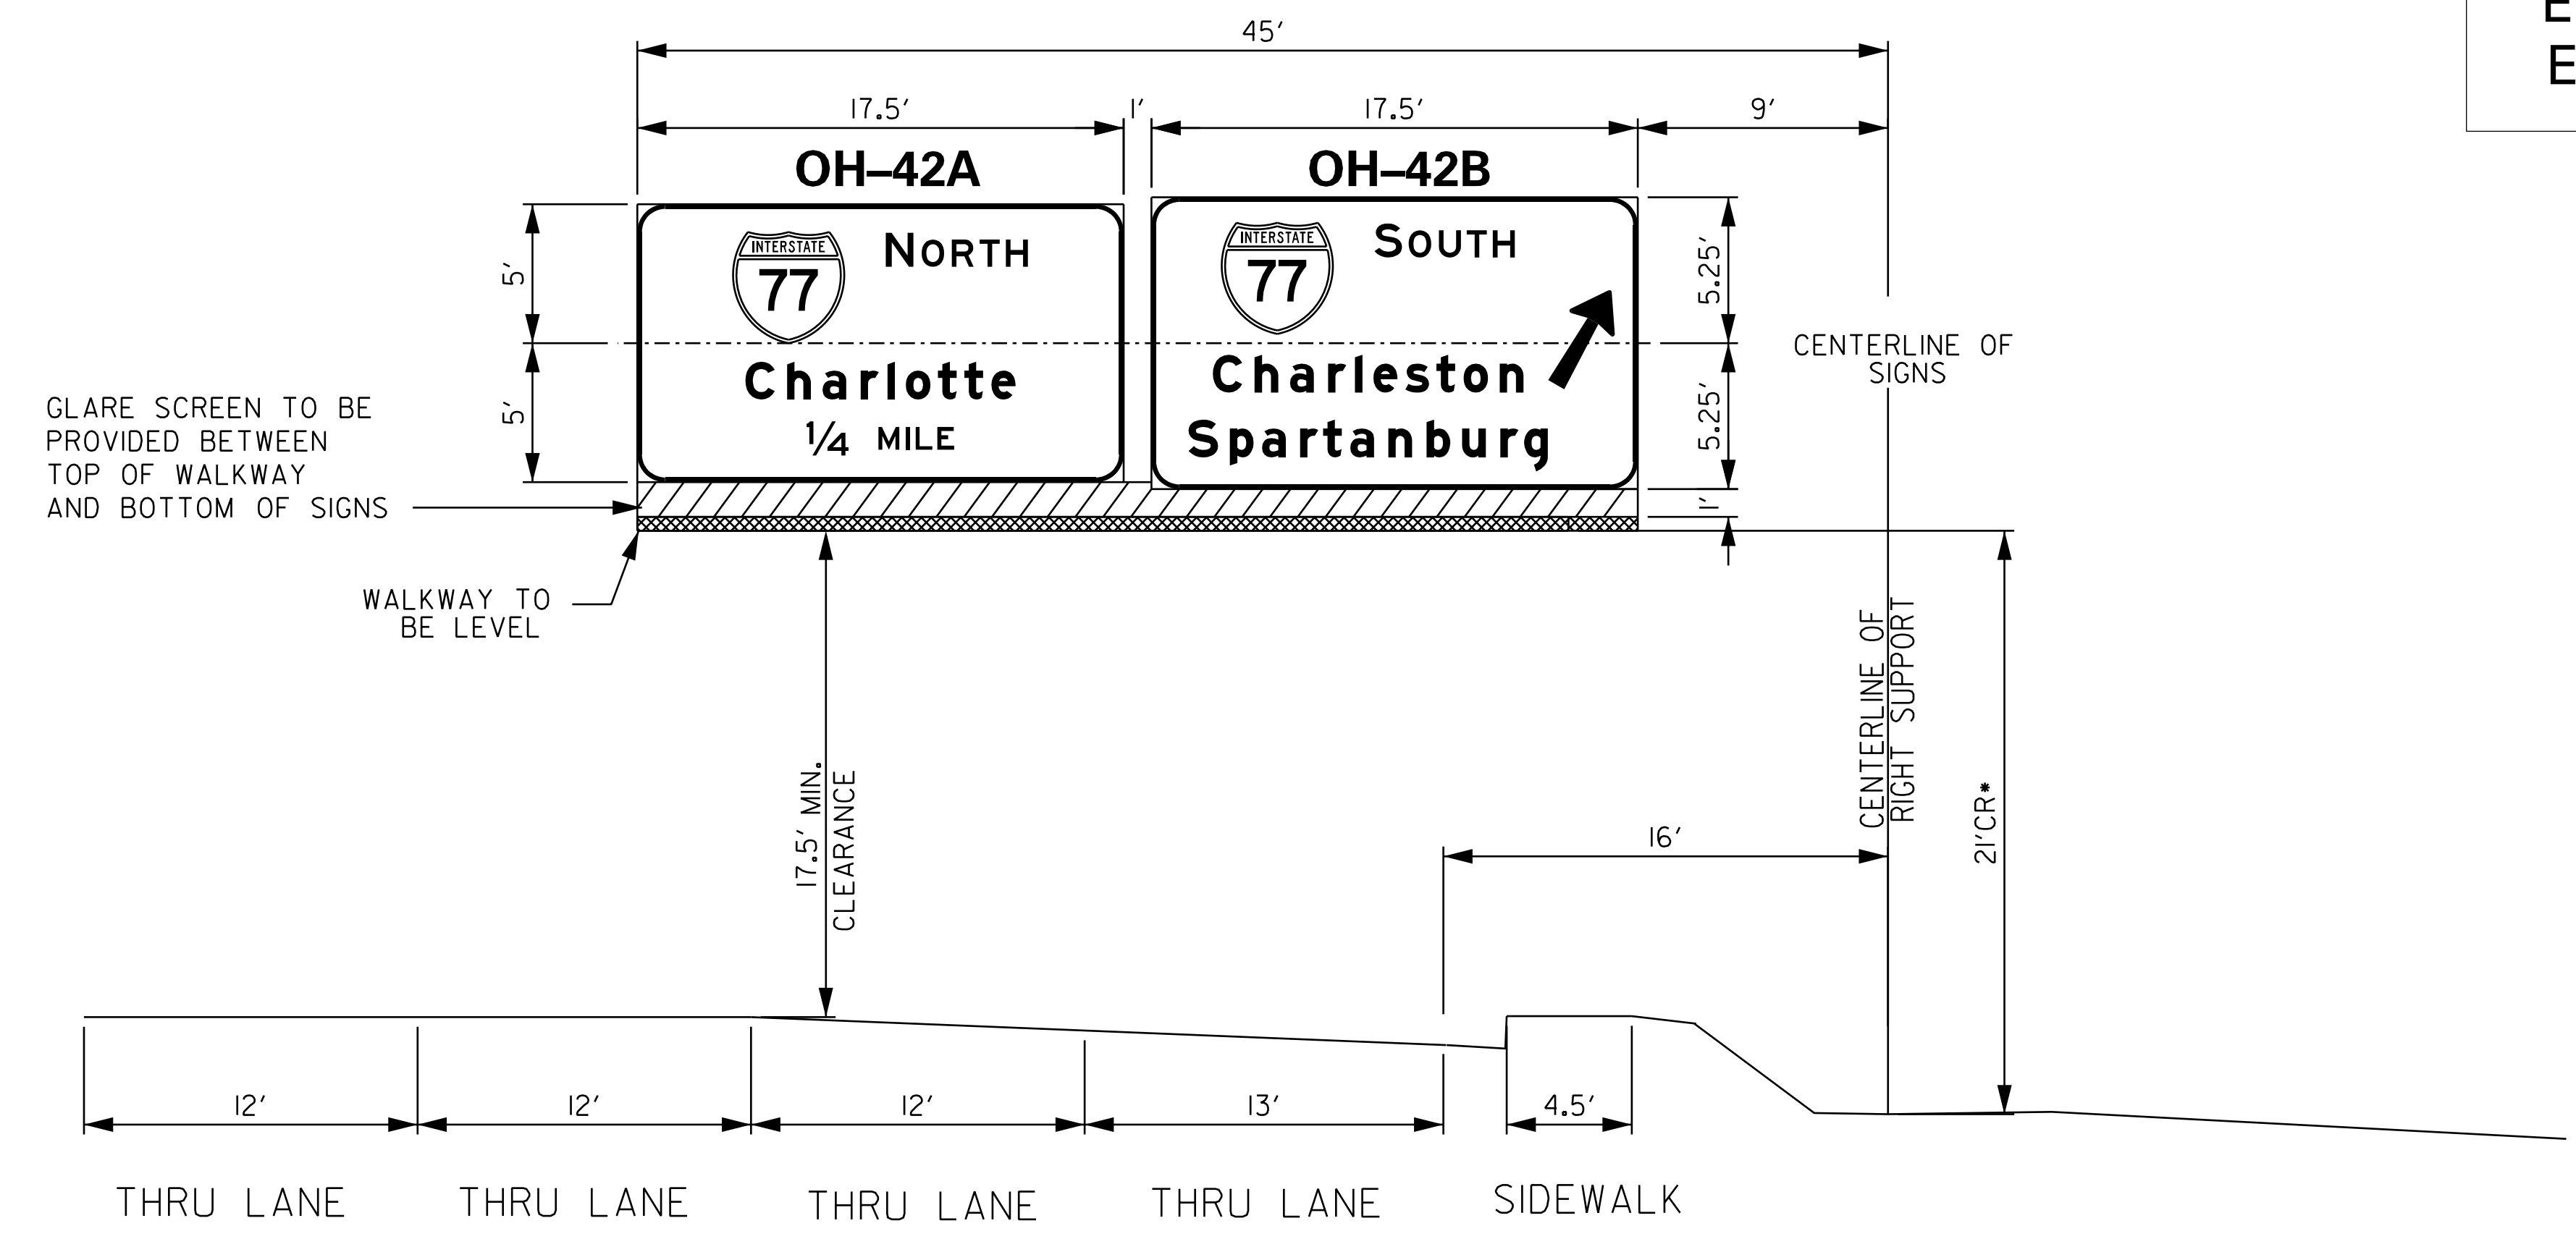 45'
17.5' 1' 17.5' 9'
OH–42A OH–42B
INTERSTATE
77
NORTH
Charlotte
1/4 MILE
INTERSTATE
77
SOUTH
Charleston
Spartanburg
5'
5'
5.25'
5.25'
1'
CENTERLINE OF
SIGNS
GLARE SCREEN TO BE
PROVIDED BETWEEN
TOP OF WALKWAY
AND BOTTOM OF SIGNS
WALKWAY TO
BE LEVEL
17.5' MIN.
CLEARANCE
CENTERLINE OF
RIGHT SUPPORT
21'CR*
16'
12' 12' 12' 13' 4.5'
THRU LANE THRU LANE THRU LANE THRU LANE SIDEWALK